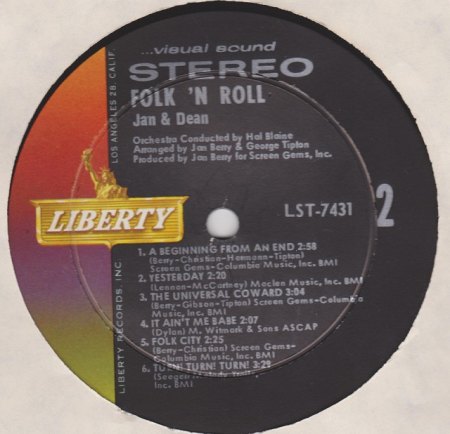 ...visual sound
STEREO
FOLK 'N ROLL
Jan & Dean
Orchestra Conducted by Hal Blaine
Arranged by Jan Berry & George Tipton
Produced by Jan Berry for Screen Gems, Inc.
LOS ANGELES 28, CALIF.
LIBERTY
LIBERTY RECORDS, INC.
LST-7431
2
1. A BEGINNING FROM AN END 2:58
(Berry-Christian-Hermann-Tipton)
Screen Gems-Columbia Music, Inc. BMI
2. YESTERDAY 2:20
(Lennon-McCartney) Maclen Music, Inc. BMI
3. THE UNIVERSAL COWARD 3:04
(Berry-Gibson-Tipton) Screen Gems-Columbia
Music, Inc. BMI
4. IT AIN'T ME BABE 2:07
(Dylan) M. Witmark & Sons ASCAP
5. FOLK CITY 2:25
(Berry-Christian) Screen Gems-
Columbia Music, Inc. BMI
6. TURN! TURN! TURN! 3:29
(Seeger)
Inc. BMI